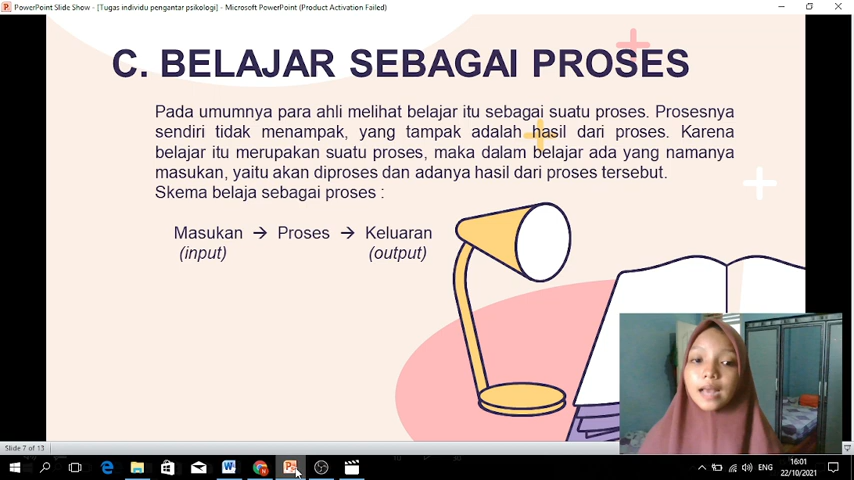 PowerPoint Slide Show - [Tugas individu pengantar psikologi] - Microsoft PowerPoint (Product Activation Failed)
C. BELAJAR SEBAGAI PROSES
Pada umumnya para ahli melihat belajar itu sebagai suatu proses. Prosesnya
sendiri tidak menampak, yang tampak adalah hasil dari proses. Karena
belajar itu merupakan suatu proses, maka dalam belajar ada yang namanya
masukan, yaitu akan diproses dan adanya hasil dari proses tersebut.
Skema belaja sebagai proses :
Masukan → Proses → Keluaran
(input) (output)
Slide 7 of 13
ENG
16:01
22/10/2021